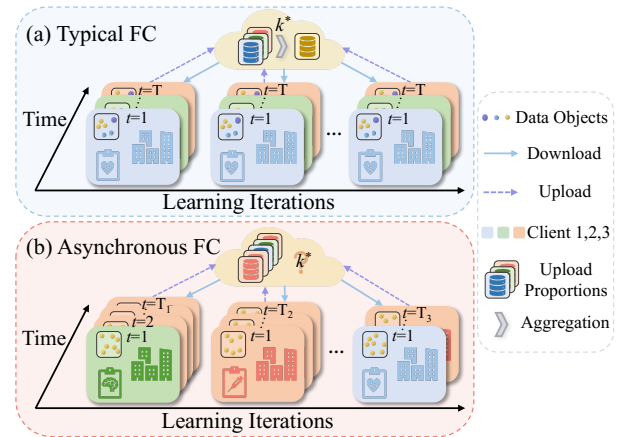 (a) Typical FC
k*
Time
t=T
t=T
t=T
t=1
t=1
...
t=1
Learning Iterations
(b) Asynchronous FC
k*
?
Time
t=T₁
t=T₂
t=T₃
t=2
t=1
t=1
...
t=1
Learning Iterations
Data Objects
Download
Upload
Client 1,2,3
Upload
Proportions
Aggregation